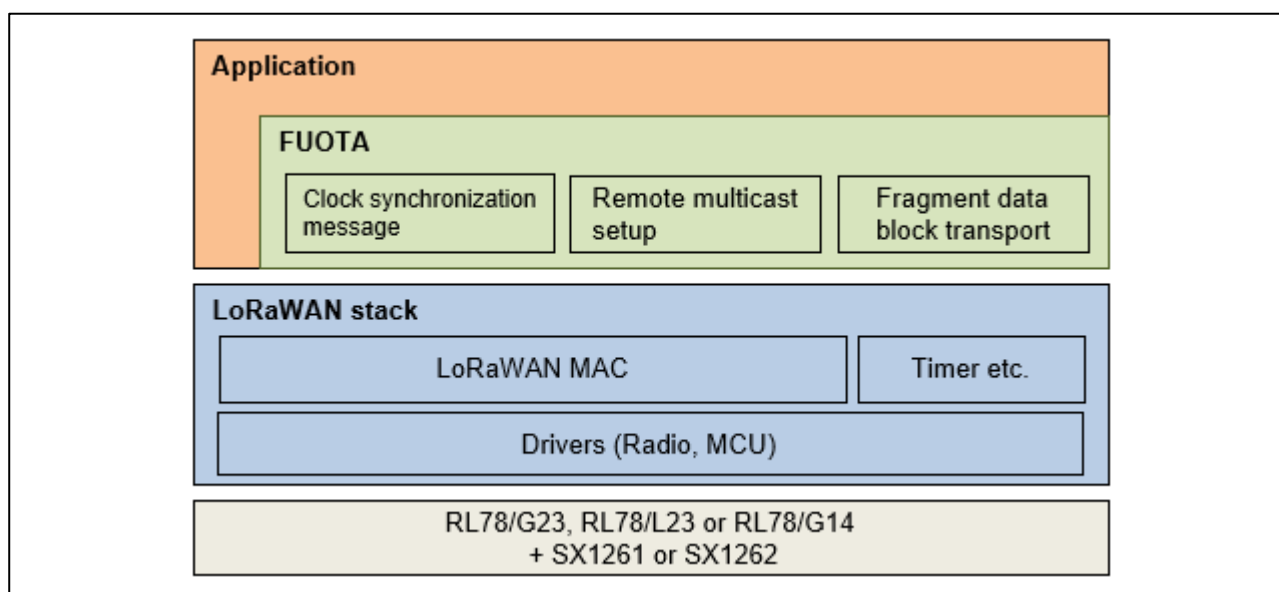 Application
FUOTA
Clock synchronization
message
Remote multicast
setup
Fragment data
block transport
LoRaWAN stack
LoRaWAN MAC
Timer etc.
Drivers (Radio, MCU)
RL78/G23, RL78/L23 or RL78/G14
+ SX1261 or SX1262